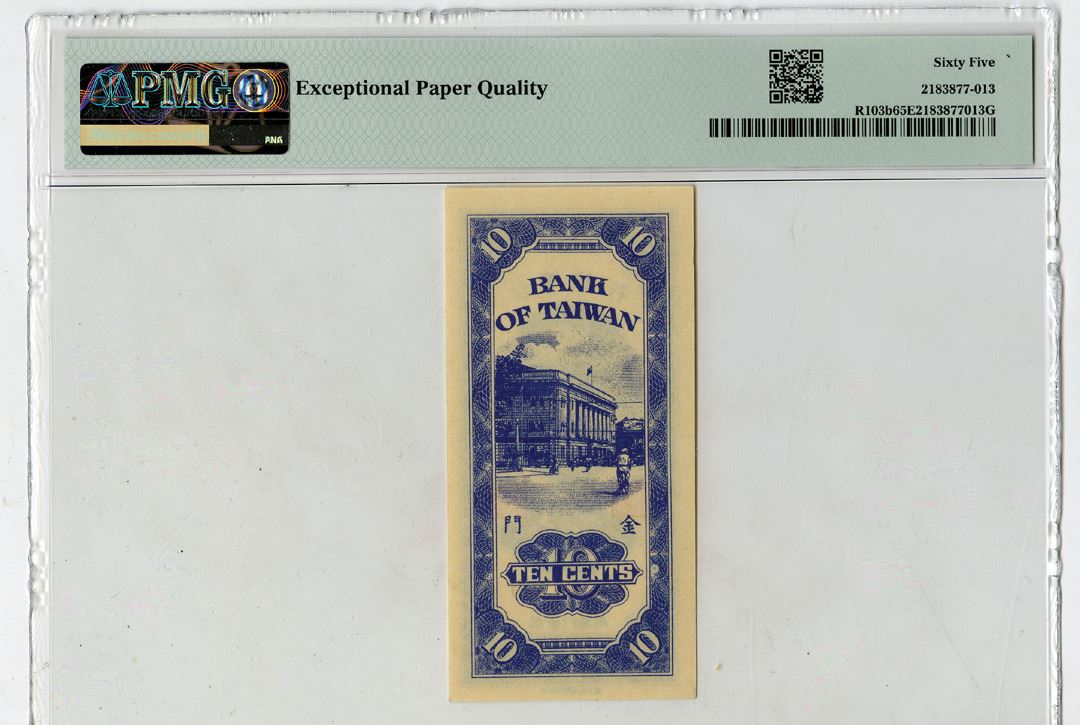 PMG
Exceptional Paper Quality
Sixty Five
2183877-013
R103b65E2183877013G
PNG
10 10
BANK
OF TAIWAN
門 金
10
TEN CENTS
10 10